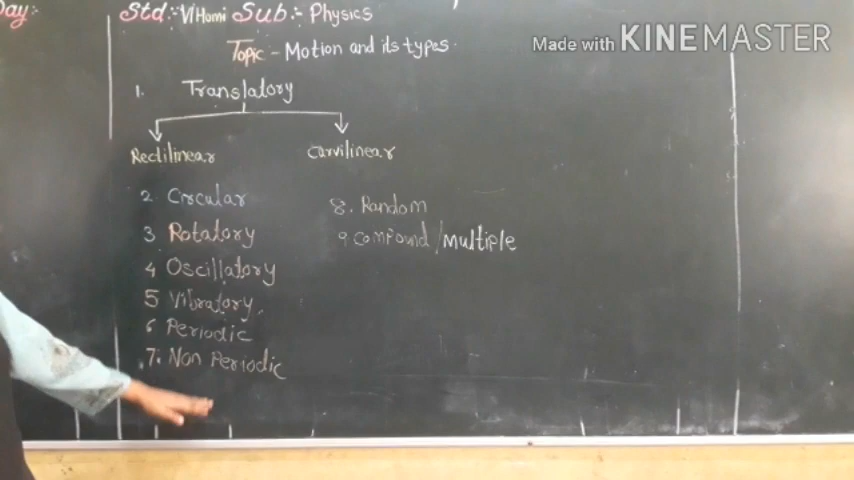 Day:-
Std:- VI Homi Sub:- Physics
Topic - Motion and its types.
Made with KINEMASTER
1. Translatory
Rectilinear
Carvilinear
2 Circular
3 Rotatory
4 Oscillatory
5 Vibratory
6 Periodic
7. Non Periodic
8. Random
9. compound / multiple